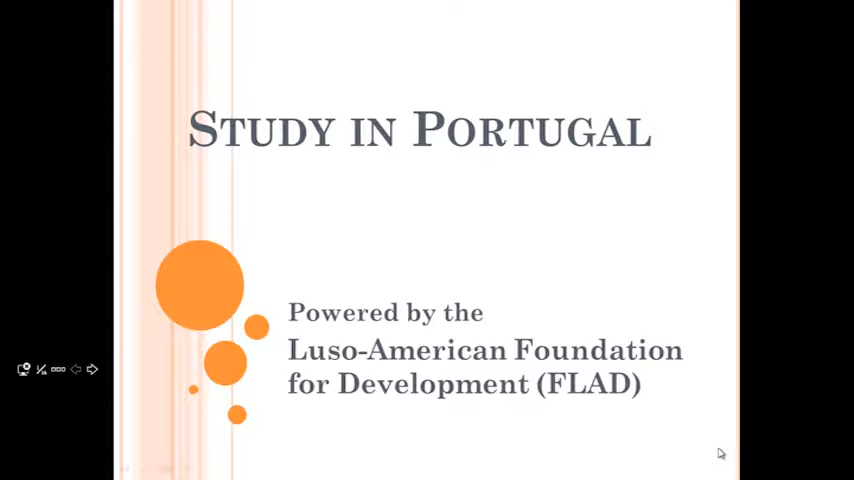 Study in Portugal
Powered by the
Luso-American Foundation
for Development (FLAD)